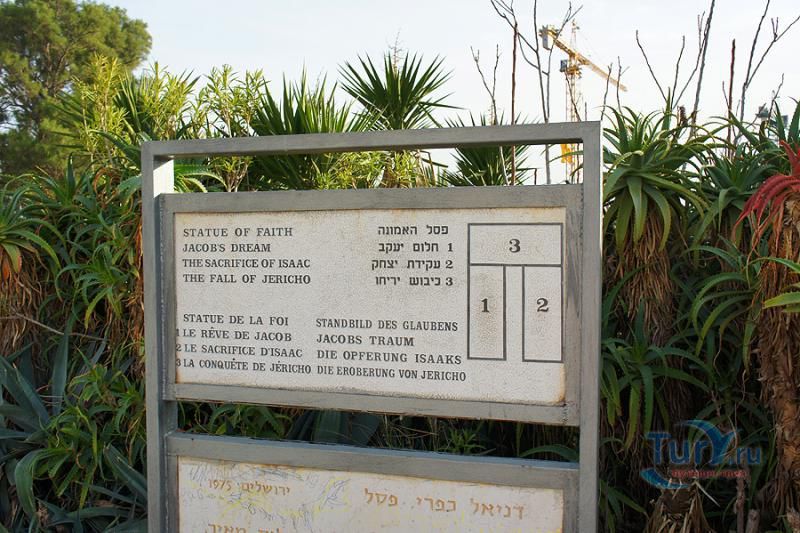 STATUE OF FAITH
JACOB'S DREAM
THE SACRIFICE OF ISAAC
THE FALL OF JERICHO
פסל האמונה
1 חלום יעקב
2 עקידת יצחק
3 כיבוש יריחו
3
1
2
STATUE DE LA FOI
1 LE RÊVE DE JACOB
2 LE SACRIFICE D'ISAAC
3 LA CONQUÊTE DE JÉRICHO
STANDBILD DES GLAUBENS
JACOBS TRAUM
DIE OPFERUNG ISAAKS
DIE EROBERUNG VON JERICHO
דניאל כפרי, פסל
ירושלים 1975
Tury.ru